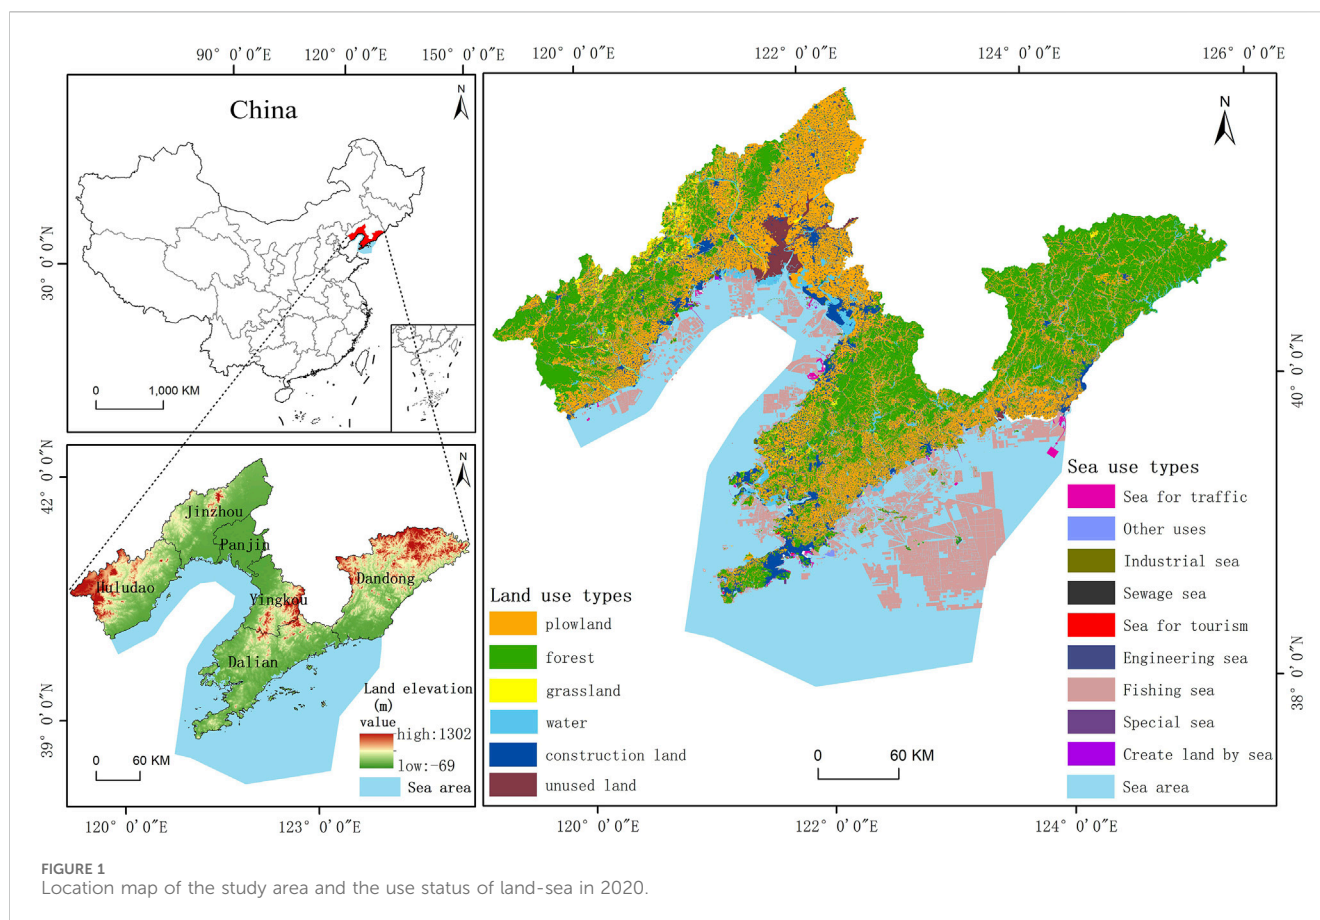 90° 0′0″E 120° 0′0″E 150° 0′0″E
China
N
30° 0′0″N
0 1,000 KM
42° 0′0″N
39° 0′0″N
N
Jinzhou
Panjin
Huludao
Yingkou
Dandong
Dalian
Land elevation
(m)
value
high:1302
low:-69
Sea area
0 60 KM
120° 0′0″E 123° 0′0″E
120° 0′0″E 122° 0′0″E 124° 0′0″E 126° 0′0″E
N
40° 0′0″N
38° 0′0″N
Land use types
plowland
forest
grassland
water
construction land
unused land
0 60 KM
Sea use types
Sea for traffic
Other uses
Industrial sea
Sewage sea
Sea for tourism
Engineering sea
Fishing sea
Special sea
Create land by sea
Sea area
120° 0′0″E 122° 0′0″E 124° 0′0″E
FIGURE 1
Location map of the study area and the use status of land-sea in 2020.